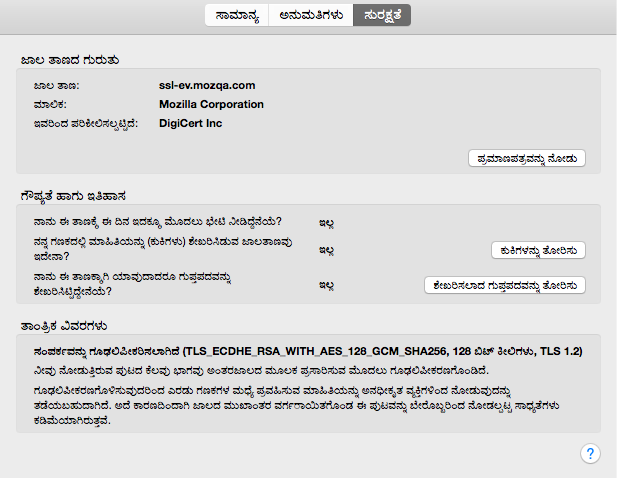 ಸಾಮಾನ್ಯ ಅನುಮತಿಗಳು ಸುರಕ್ಷತೆ
ಜಾಲ ತಾಣದ ಗುರುತು
ಜಾಲ ತಾಣ: ssl-ev.mozqa.com
ಮಾಲಿಕ: Mozilla Corporation
ಇವರಿಂದ ಪರಿಶೀಲಿಸಲ್ಪಟ್ಟಿದೆ: DigiCert Inc
ಪ್ರಮಾಣಪತ್ರವನ್ನು ನೋಡು
ಗೌಪ್ಯತೆ ಹಾಗು ಇತಿಹಾಸ
ನಾನು ಈ ತಾಣಕ್ಕೆ ಈ ದಿನ ಇದಕ್ಕೂ ಮೊದಲು ಭೇಟಿ ನೀಡಿದ್ದೆನೆಯೆ? ಇಲ್ಲ
ನನ್ನ ಗಣಕದಲ್ಲಿ ಮಾಹಿತಿಯನ್ನು (ಕುಕಿಗಳು) ಶೇಖರಿಸಿಡುವ ಜಾಲತಾಣವು
ಇದೇನಾ? ಇಲ್ಲ ಕುಕಿಗಳನ್ನು ತೋರಿಸು
ನಾನು ಈ ತಾಣಕ್ಕಾಗಿ ಯಾವುದಾದರೂ ಗುಪ್ತಪದವನ್ನು
ಶೇಖರಿಸಿಟ್ಟಿದ್ದೇನೆಯೆ? ಇಲ್ಲ ಶೇಖರಿಸಲಾದ ಗುಪ್ತಪದವನ್ನು ತೋರಿಸು
ತಾಂತ್ರಿಕ ವಿವರಗಳು
ಸಂಪರ್ಕವನ್ನು ಗೂಢಲಿಪೀಕರಿಸಲಾಗಿದೆ (TLS_ECDHE_RSA_WITH_AES_128_GCM_SHA256, 128 ಬಿಟ್ ಕೀಲಿಗಳು, TLS 1.2)
ನೀವು ನೋಡುತ್ತಿರುವ ಪುಟದ ಕೆಲವು ಭಾಗವು ಅಂತರಜಾಲದ ಮೂಲಕ ಪ್ರಸಾರಿಸುವ ಮೊದಲು ಗೂಢಲಿಪೀಕರಣಗೊಂಡಿದೆ.
ಗೂಢಲಿಪೀಕರಣಗೊಳಿಸುವುದರಿಂದ ಎರಡು ಗಣಕಗಳ ಮಧ್ಯೆ ಪ್ರವಹಿಸುವ ಮಾಹಿತಿಯನ್ನು ಅನಧೀಕೃತ ವ್ಯಕ್ತಿಗಳಿಂದ ನೋಡುವುದನ್ನು
ತಡೆಯಬಹುದಾಗಿದೆ. ಅದೆ ಕಾರಣದಿಂದಾಗಿ ಜಾಲದ ಮುಖಾಂತರ ವರ್ಗರಾಯಿತಗೊಂಡ ಈ ಪುಟವನ್ನು ಬೇರೊಬ್ಬರಿಂದ ನೋಡಲ್ಪಟ್ಟ ಸಾಧ್ಯತೆಗಳು
ಕಡಿಮೆಯಾಗಿರುತ್ತವೆ.
?